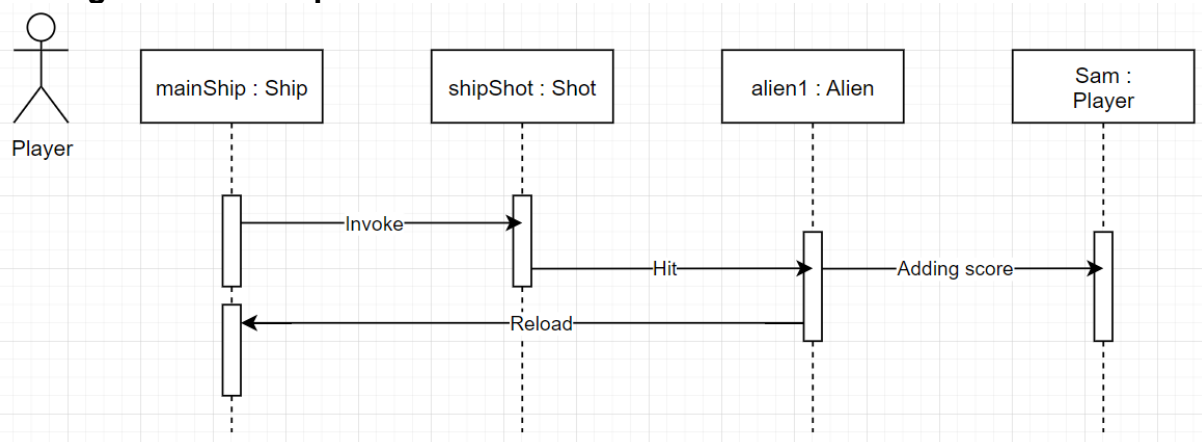 mainShip : Ship
shipShot : Shot
alien1 : Alien
Sam :
Player
Player
Invoke
Hit
Adding score
Reload